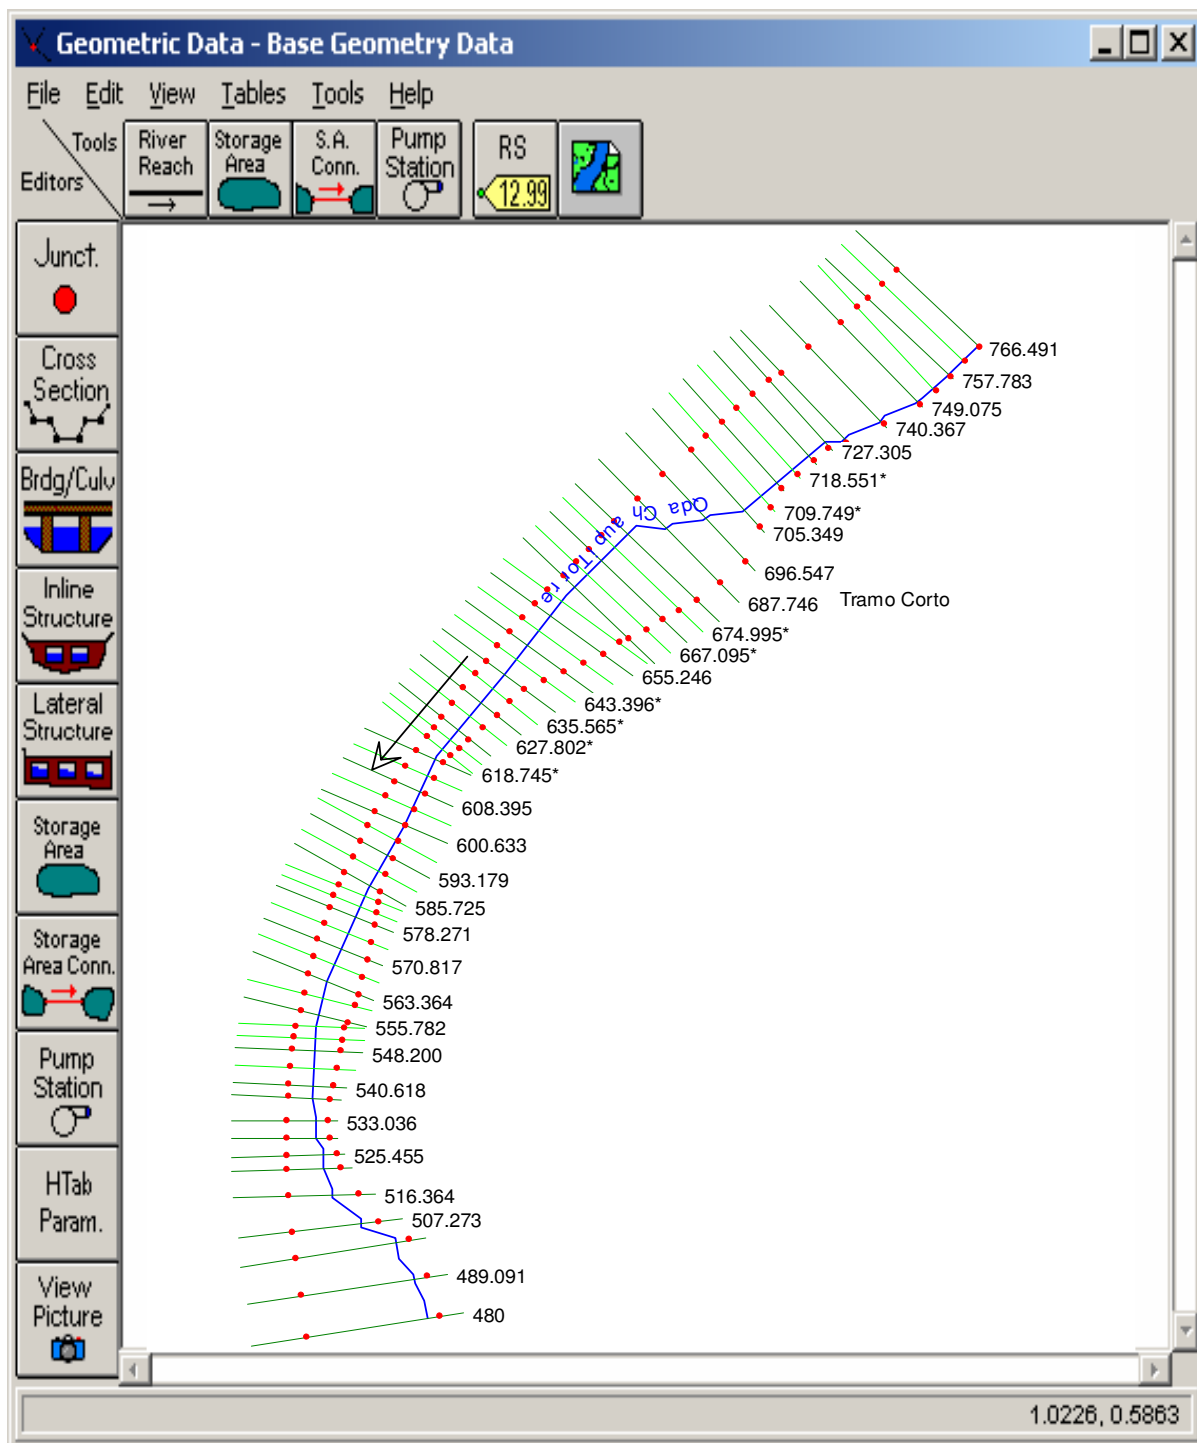 Geometric Data - Base Geometry Data
File Edit View Tables Tools Help
Tools
Editors
River Reach
Storage Area
S.A. Conn.
Pump Station
RS
12.99
Junct.
Cross Section
Brdg/Culv
Inline Structure
Lateral Structure
Storage Area
Storage Area Conn.
Pump Station
HTab Param.
View Picture
766.491
757.783
749.075
740.367
727.305
718.551*
709.749*
705.349
696.547
687.746
Tramo Corto
674.995*
667.095*
655.246
643.396*
635.565*
627.802*
618.745*
608.395
600.633
593.179
585.725
578.271
570.817
563.364
555.782
548.200
540.618
533.036
525.455
516.364
507.273
489.091
480
Qda Ch
1.0226, 0.5863